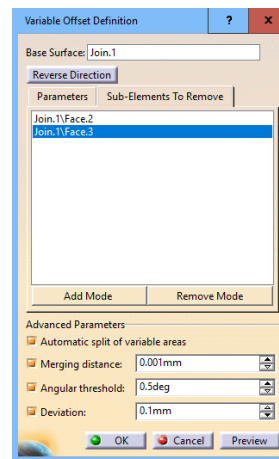 Variable Offset Definition ? X
Base Surface: Join.1
Reverse Direction
Parameters Sub-Elements To Remove
Join.1\Face.2
Join.1\Face.3
Add Mode Remove Mode
Advanced Parameters
Automatic split of variable areas
Merging distance: 0.001mm
Angular threshold: 0.5deg
Deviation: 0.1mm
OK Cancel Preview